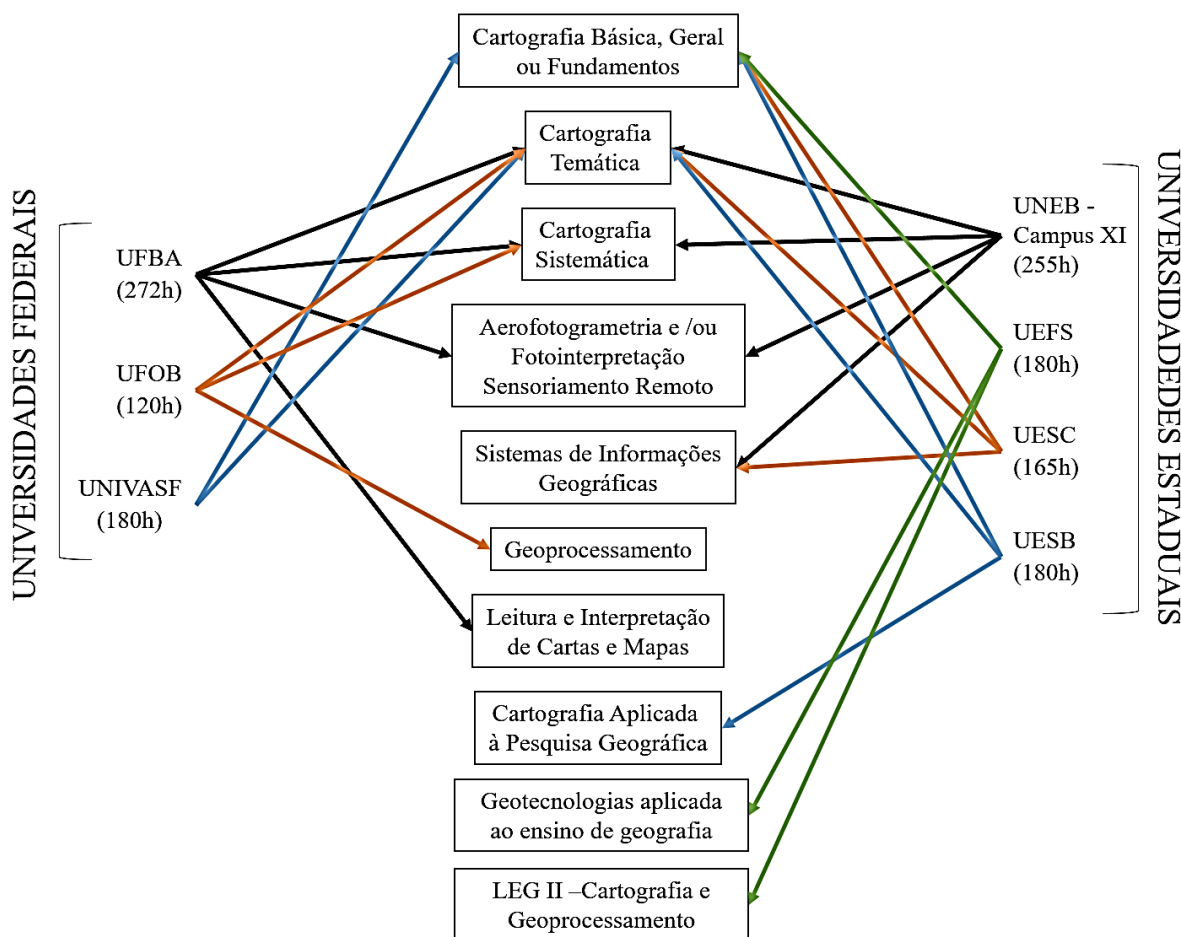 Cartografia Básica, Geral
ou Fundamentos
Cartografia
Temática
Cartografia
Sistemática
Aerofotogrametria e /ou
Fotointerpretação
Sensoriamento Remoto
Sistemas de Informações
Geográficas
Geoprocessamento
Leitura e Interpretação
de Cartas e Mapas
Cartografia Aplicada
à Pesquisa Geográfica
Geotecnologias aplicada
ao ensino de geografia
LEG II –Cartografia e
Geoprocessamento
UNIVERSIDADES FEDERAIS
UFBA
(272h)
UFOB
(120h)
UNIVASF
(180h)
UNEB -
Campus XI
(255h)
UEFS
(180h)
UESC
(165h)
UESB
(180h)
UNIVERSIDADEDES ESTADUAIS